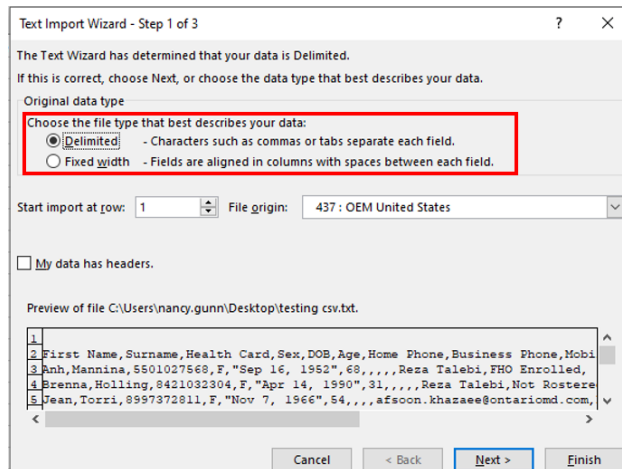 Text Import Wizard - Step 1 of 3 ? ×
The Text Wizard has determined that your data is Delimited.
If this is correct, choose Next, or choose the data type that best describes your data.
Original data type
Choose the file type that best describes your data:
Delimited - Characters such as commas or tabs separate each field.
Fixed width - Fields are aligned in columns with spaces between each field.
Start import at row: 1 File origin: 437 : OEM United States
My data has headers.
Preview of file C:\Users\nancy.gunn\Desktop\testing csv.txt.
1
2 First Name,Surname,Health Card,Sex,DOB,Age,Home Phone,Business Phone,Mobi
3 Anh,Mannina,5501027568,F,"Sep 16, 1952",68,,,,,Reza Talebi,FHO Enrolled,
4 Brenna,Holling,8421032304,F,"Apr 14, 1990",31,,,,,Reza Talebi,Not Rostere
5 Jean,Torri,8997372811,F,"Nov 7, 1966",54,,,,afsoon.khazaee@ontariomd.com,
Cancel < Back Next > Finish